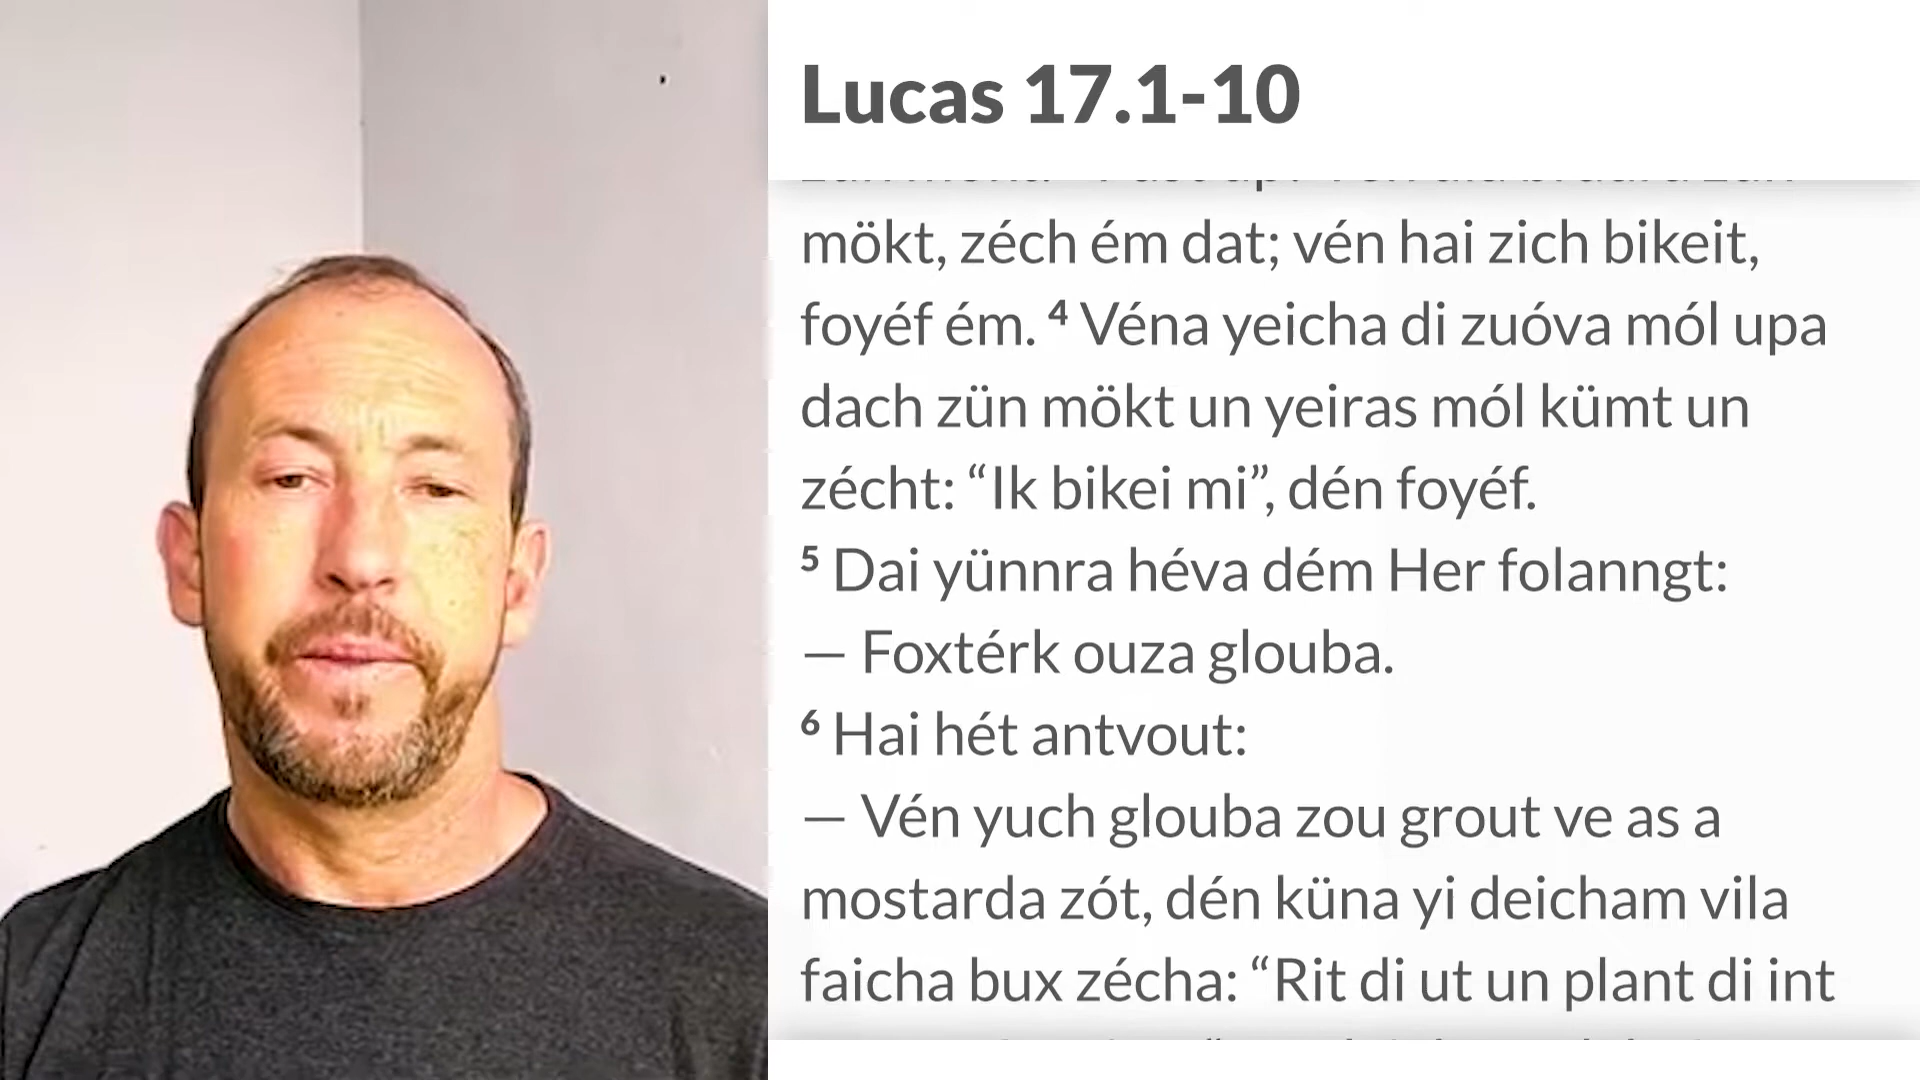 Lucas 17.1-10
mökt, zéch ém dat; vén hai zich bikeit,
foyéf ém. ⁴ Véna yeicha di zuóva mól upa
dach zün mökt un yeiras mól kümt un
zécht: “Ik bikei mi”, dén foyéf.
⁵ Dai yünnra héva dém Her folanngt:
— Foxtérk ouza glouba.
⁶ Hai hét antvout:
— Vén yuch glouba zou grout ve as a
mostarda zót, dén küna yi deicham vila
faicha bux zécha: “Rit di ut un plant di int